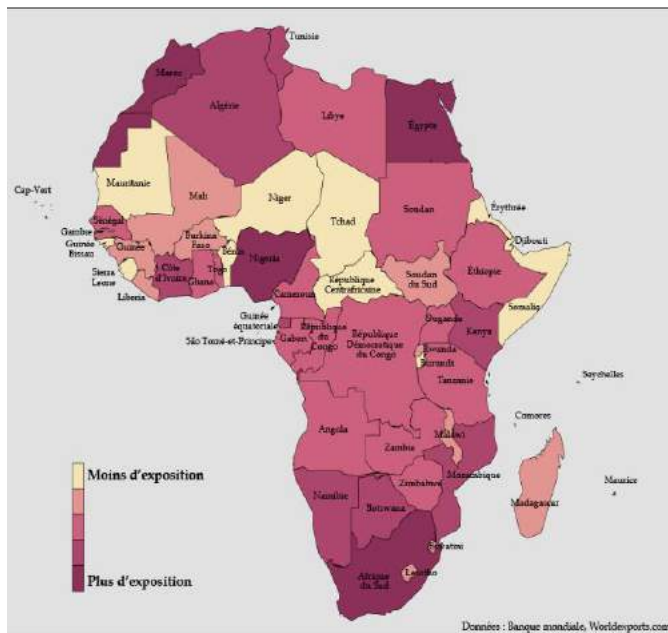 Tunisie
Maroc
Algérie
Libye
Égypte
Cap-Vert
Mauritanie
Mali
Niger
Tchad
Soudan
Érythrée
Sénégal
Gambie
Guinée
Bissau
Guinée
Burkina
Faso
Bénin
Djibouti
Sierra
Leone
Liberia
Côte
d'Ivoire
Ghana
Togo
Nigeria
Cameroun
République
Centrafricaine
Soudan
du Sud
Éthiopie
Somalie
Guinée
équatoriale
São Tomé-et-Principe
Gabon
République
du
Congo
République
Démocratique
du Congo
Ouganda
Kenya
Rwanda
Burundi
Tanzanie
Seychelles
Comores
Angola
Zambie
Malawi
Mozambique
Zimbabwe
Madagascar
Maurice
Namibie
Botswana
Eswatini
Lesotho
Afrique
du Sud
Moins d'exposition
Plus d'exposition
Données : Banque mondiale, Worldexports.com